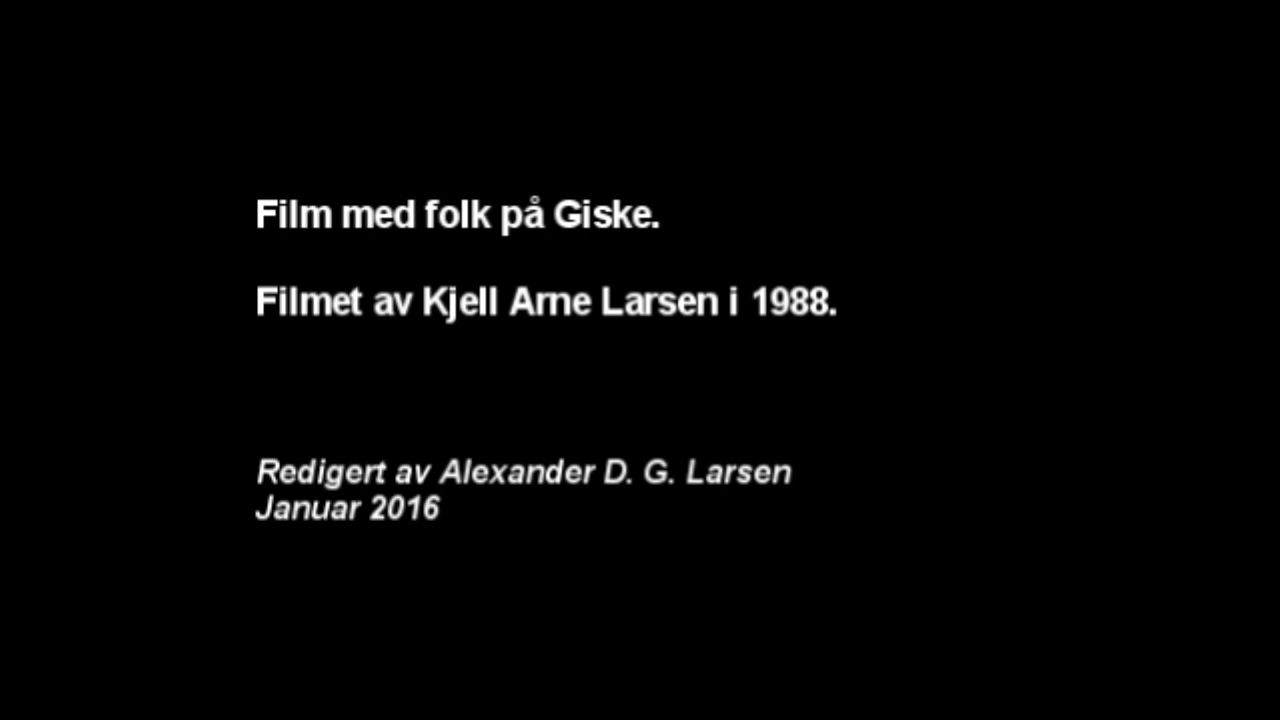 Film med folk på Giske.
Filmet av Kjell Arne Larsen i 1988.
Redigert av Alexander D. G. Larsen
Januar 2016